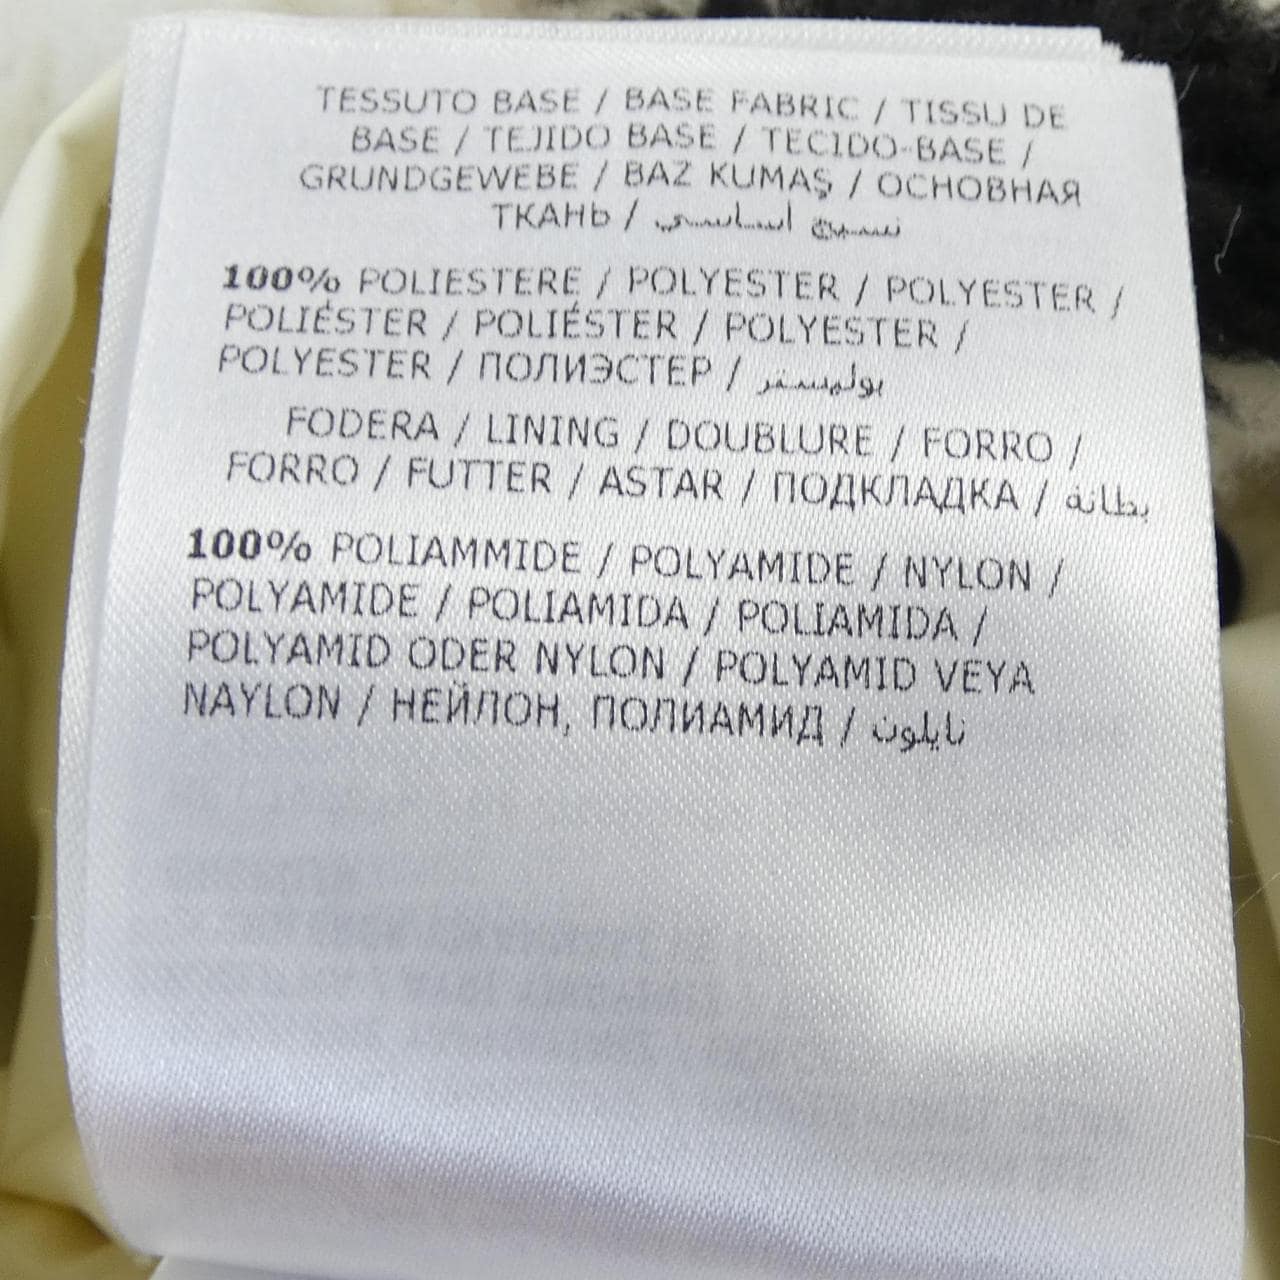 TESSUTO BASE / BASE FABRIC / TISSU DE
BASE / TEJIDO BASE / TECIDO-BASE /
GRUNDGEWEBE / BAZ KUMAŞ / ОСНОВНАЯ
ТКАНЬ / نسيج اساسي
100% POLIESTERE / POLYESTER / POLYESTER /
POLIÉSTER / POLIÉSTER / POLYESTER /
POLYESTER / ПОЛИЭСТЕР / بوليستر
FODERA / LINING / DOUBLURE / FORRO /
FORRO / FUTTER / ASTAR / ПОДКЛАДКА / بطانة
100% POLIAMMIDE / POLYAMIDE / NYLON /
POLYAMIDE / POLIAMIDA / POLIAMIDA /
POLYAMID ODER NYLON / POLYAMID VEYA
NAYLON / НЕЙЛОН, ПОЛИАМИД / نايلون